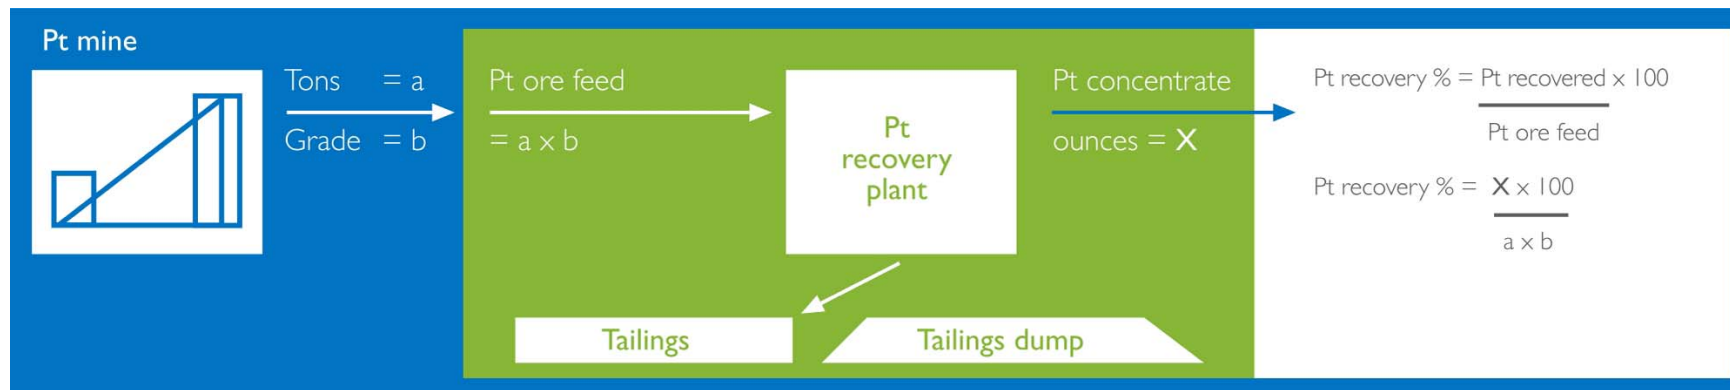 Pt mine
Tons = a
Grade = b
Pt ore feed
= a x b
Pt
recovery
plant
Pt concentrate
ounces = X
Tailings
Tailings dump
Pt recovery % = Pt recovered x 100
Pt ore feed
Pt recovery % = X x 100
a x b